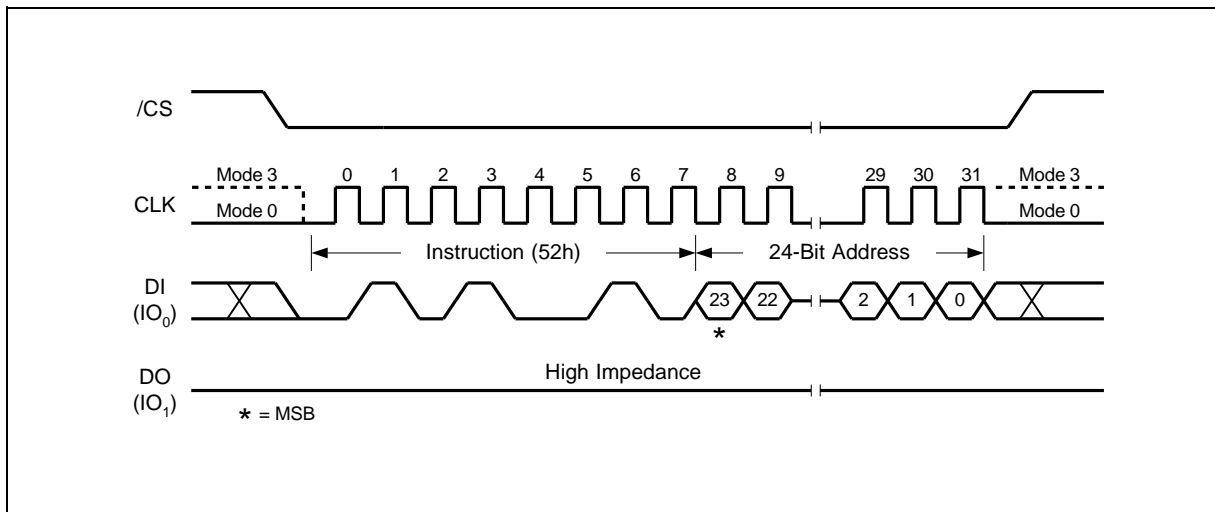 /CS
Mode 3 0 1 2 3 4 5 6 7 8 9 29 30 31 Mode 3
CLK
Mode 0 Mode 0
Instruction (52h) 24-Bit Address
DI
(IO₀)
23 22 2 1 0
*
High Impedance
DO
(IO₁)
* = MSB